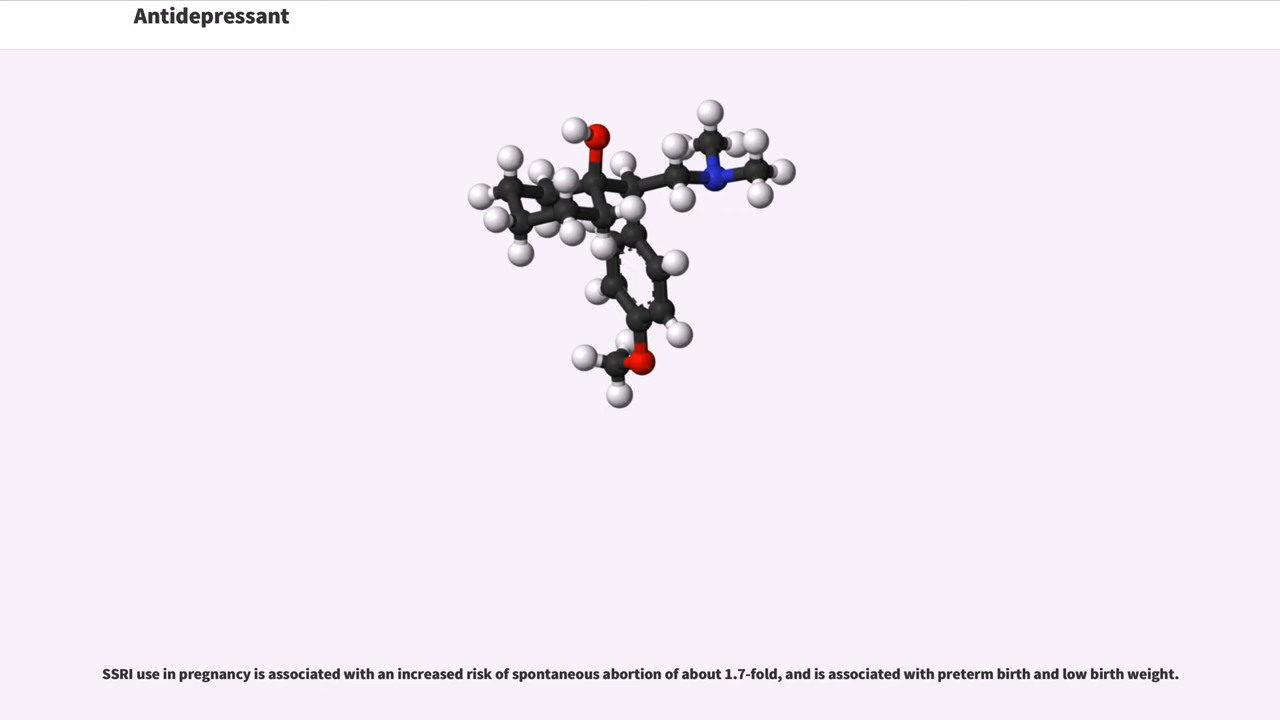 Antidepressant
SSRI use in pregnancy is associated with an increased risk of spontaneous abortion of about 1.7-fold, and is associated with preterm birth and low birth weight.